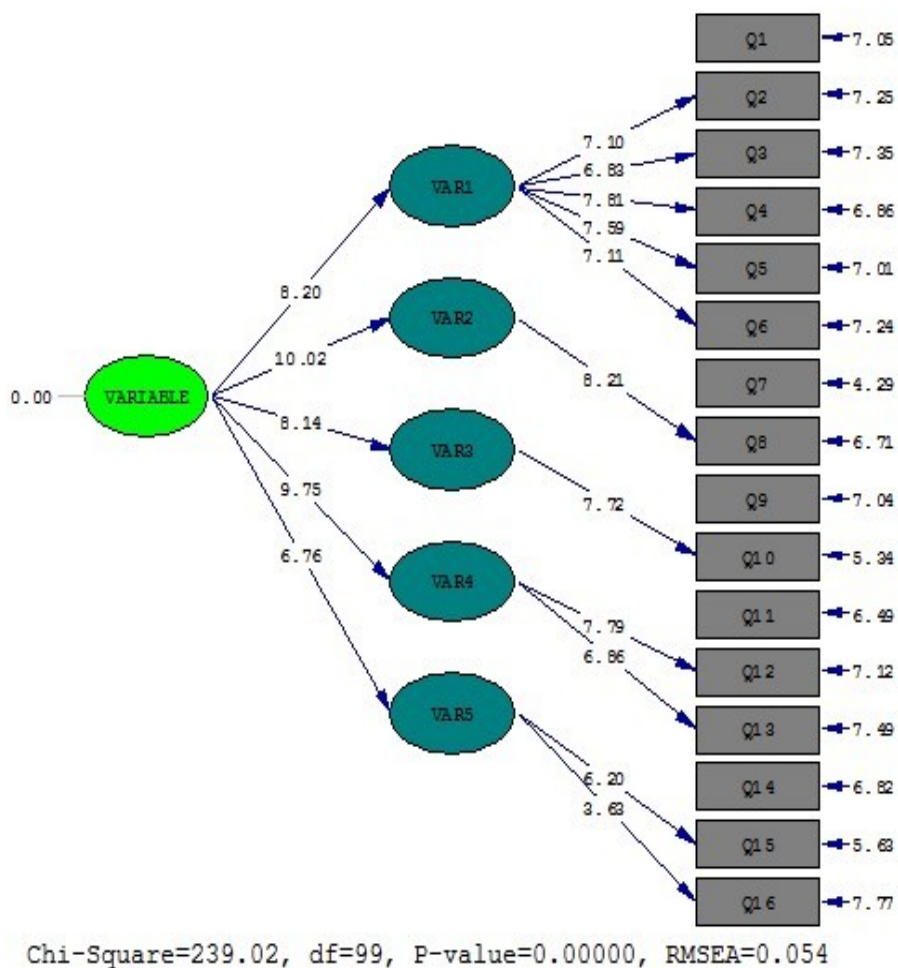 Q1
7.05
Q2
7.25
7.10
Q3
7.35
6.83
VAR1
7.81
Q4
6.86
7.59
7.11
Q5
7.01
8.20
VAR2
Q6
7.24
10.02
8.21
Q7
4.29
0.00
VARIABLE
8.14
Q8
6.71
VAR3
9.75
7.72
Q9
7.04
6.76
Q10
5.34
VAR4
Q11
6.49
7.79
6.86
Q12
7.12
VAR5
Q13
7.49
6.20
Q14
6.82
3.63
Q15
5.63
Q16
7.77
Chi-Square=239.02, df=99, P-value=0.00000, RMSEA=0.054